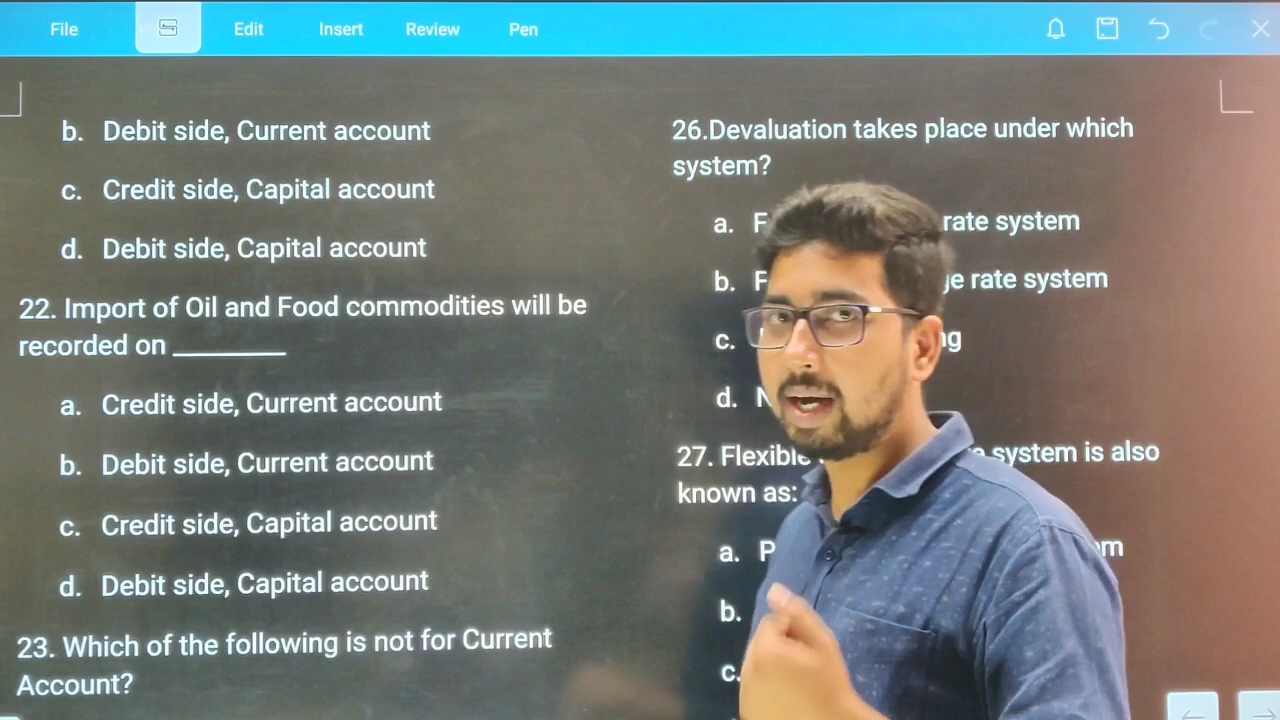 File Edit Insert Review Pen
b. Debit side, Current account
c. Credit side, Capital account
d. Debit side, Capital account
22. Import of Oil and Food commodities will be
recorded on ________
a. Credit side, Current account
b. Debit side, Current account
c. Credit side, Capital account
d. Debit side, Capital account
23. Which of the following is not for Current
Account?
26.Devaluation takes place under which
system?
a. rate system
b. rate system
c.
d.
27. Flexible system is also
known as:
a.
b.
c.